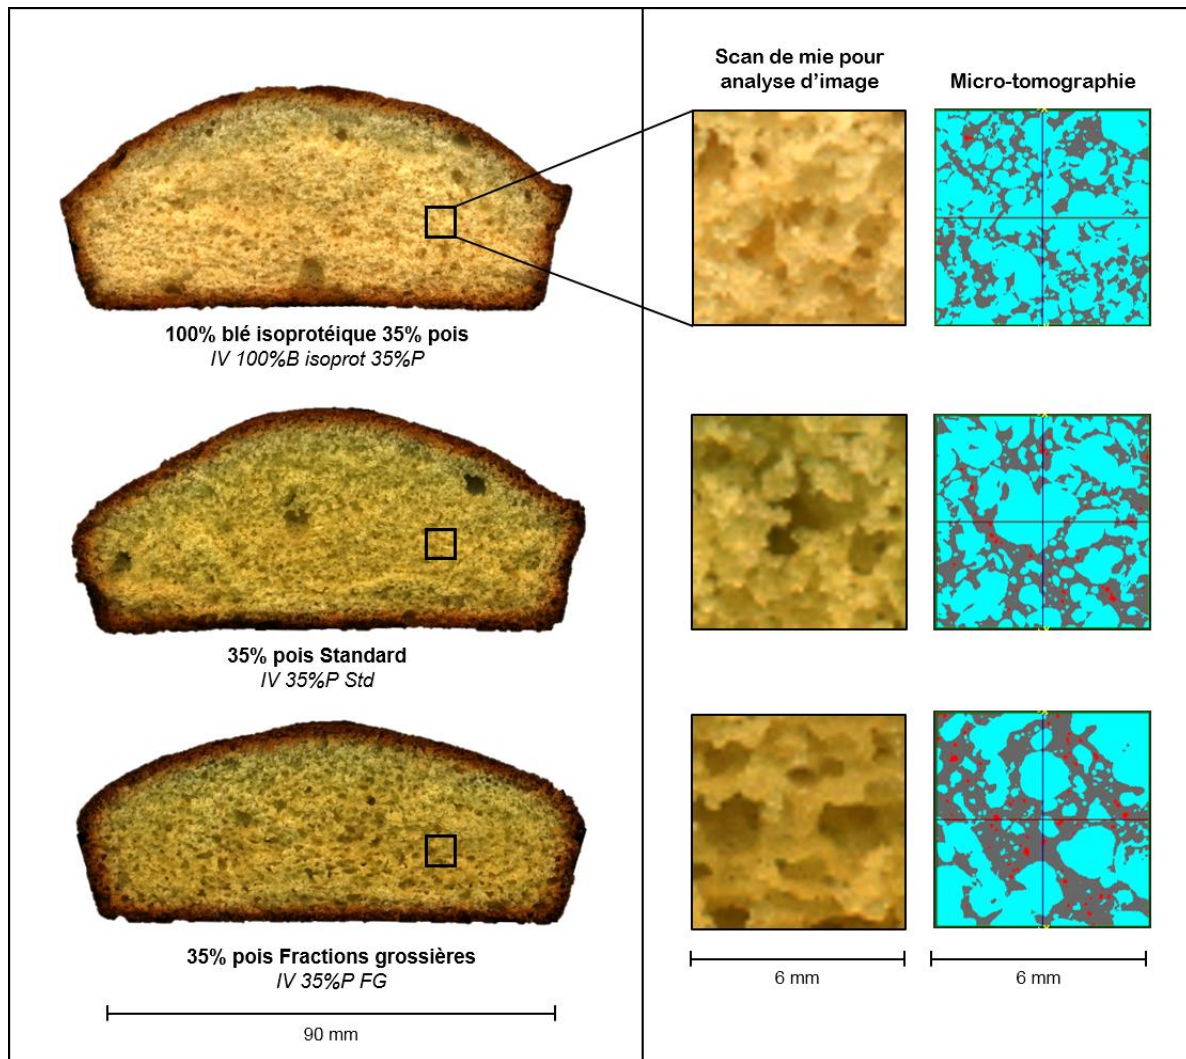 Scan de mie pour
analyse d'image
Micro-tomographie
100% blé isoprotéique 35% pois
IV 100%B isoprot 35%P
35% pois Standard
IV 35%P Std
35% pois Fractions grossières
IV 35%P FG
90 mm
6 mm
6 mm